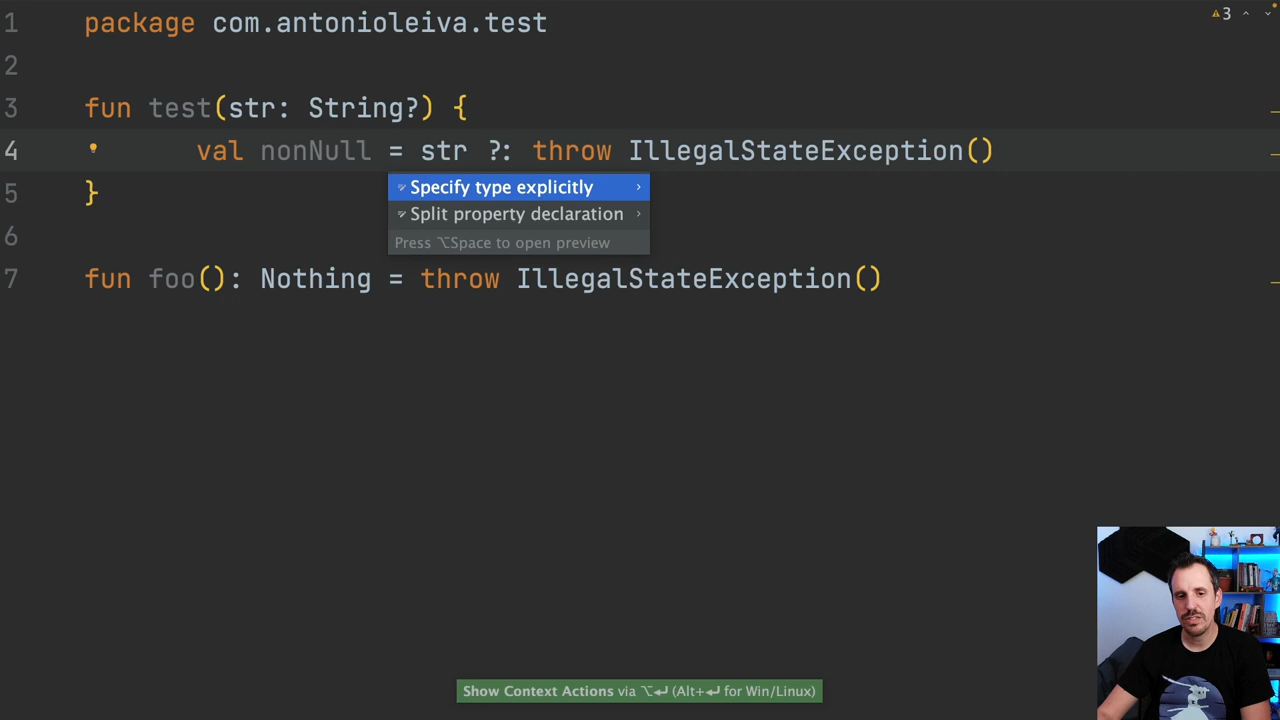 1 package com.antonioleiva.test
2
3 fun test(str: String?) {
4 val nonNull = str ?: throw IllegalStateException()
5 }
6
7 fun foo(): Nothing = throw IllegalStateException()
3
Specify type explicitly
Split property declaration
Press ⌥Space to open preview
Show Context Actions via ⌥↩ (Alt+↩ for Win/Linux)